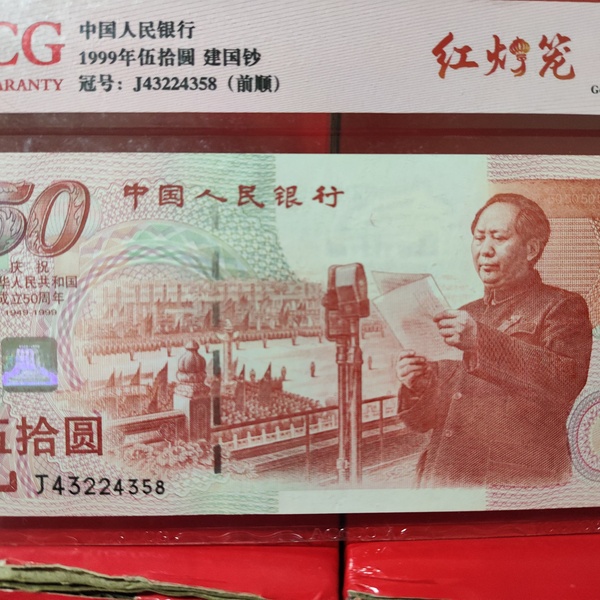 CG
ARANTY
中国人民银行
1999年伍拾圆 建国钞
冠号：J43224358（前顺）
红灯笼
G
50
中国人民银行
庆祝
华人民共和国
成立50周年
1949-1999
伍拾圆
J43224358